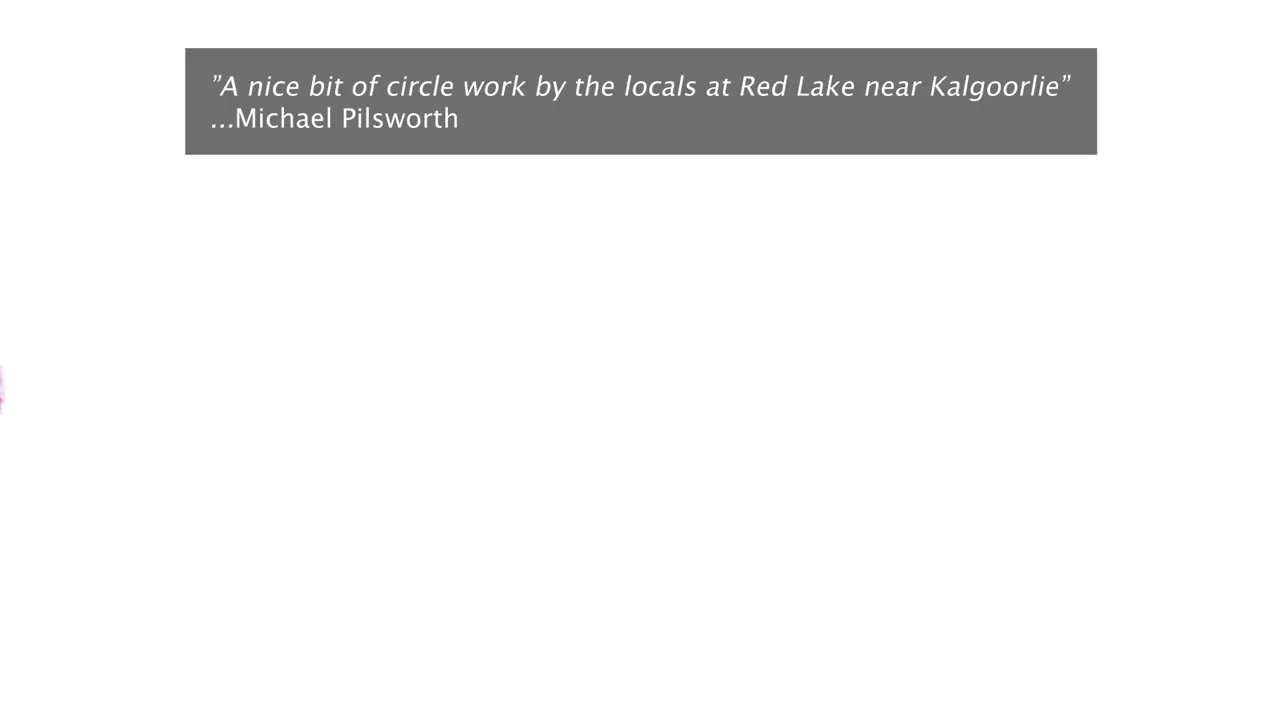 ”A nice bit of circle work by the locals at Red Lake near Kalgoorlie”
...Michael Pilsworth